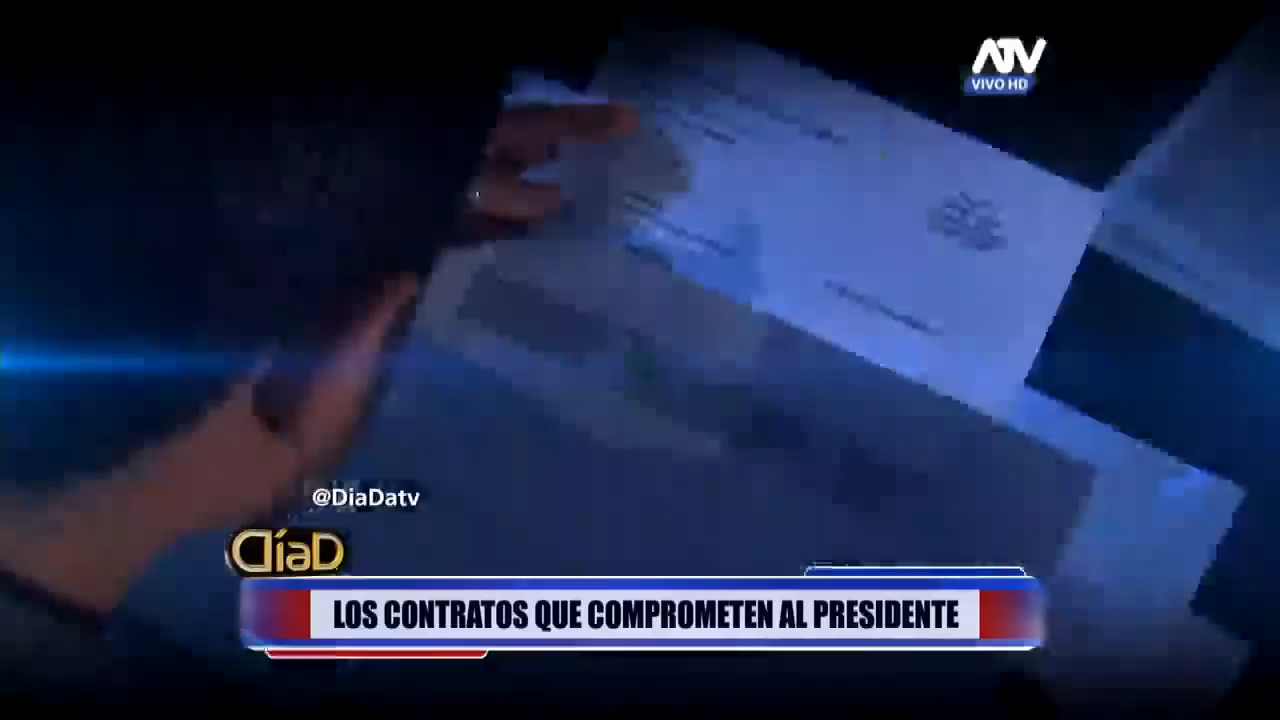 ATV
VIVO HD
@DiaDatv
DíaD
LOS CONTRATOS QUE COMPROMETEN AL PRESIDENTE